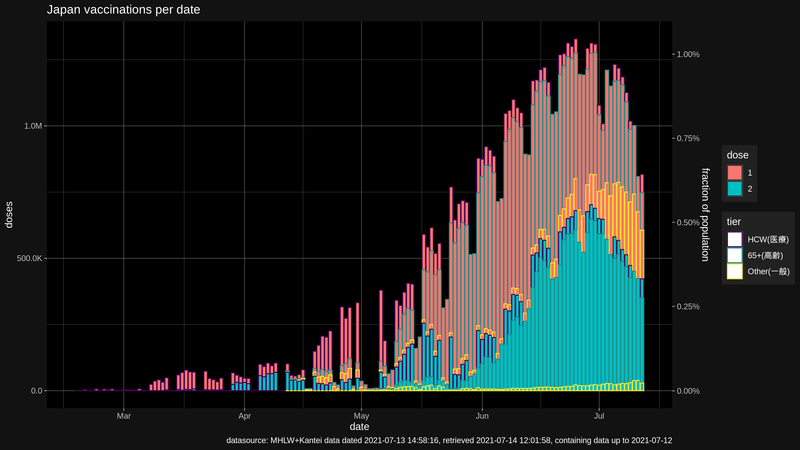 Japan vaccinations per date
doses
1.0M
500.0K
0.0
Mar
Apr
May
Jun
Jul
date
1.00%
0.75%
0.50%
0.25%
0.00%
fraction of population
dose
1
2
tier
HCW(医療)
65+(高齢)
Other(一般)
datasource: MHLW+Kantei data dated 2021-07-13 14:58:16, retrieved 2021-07-14 12:01:58, containing data up to 2021-07-12